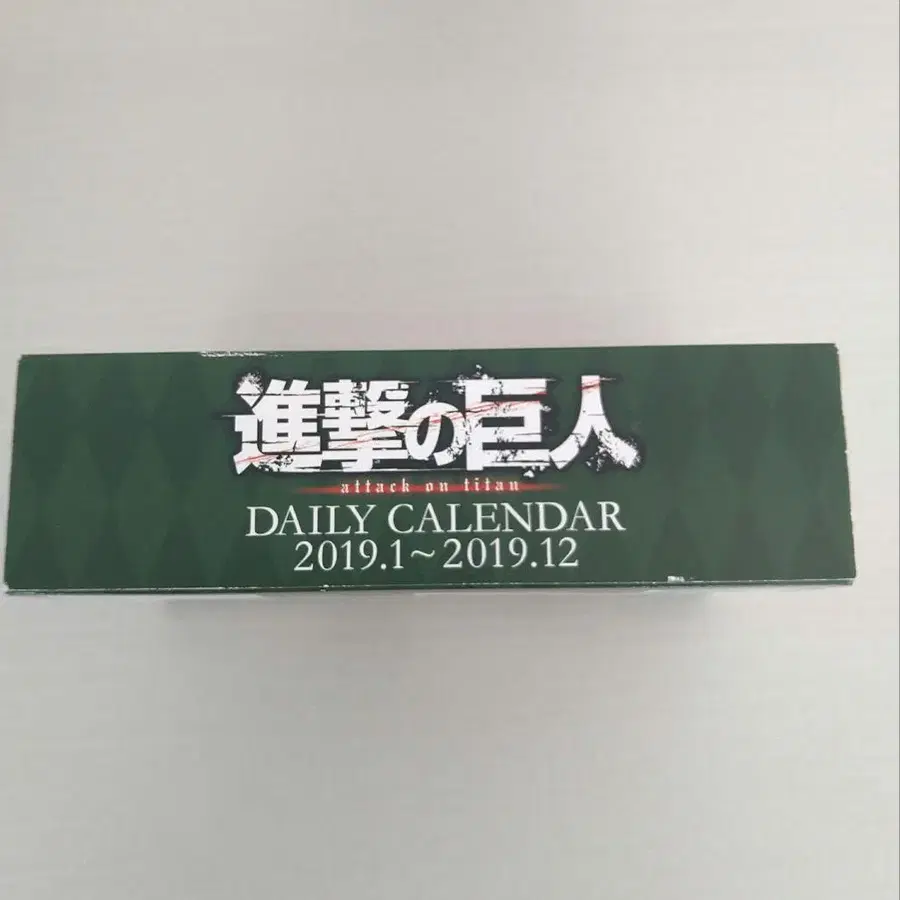 進撃の巨人
attack on titan
DAILY CALENDAR
2019.1～2019.12